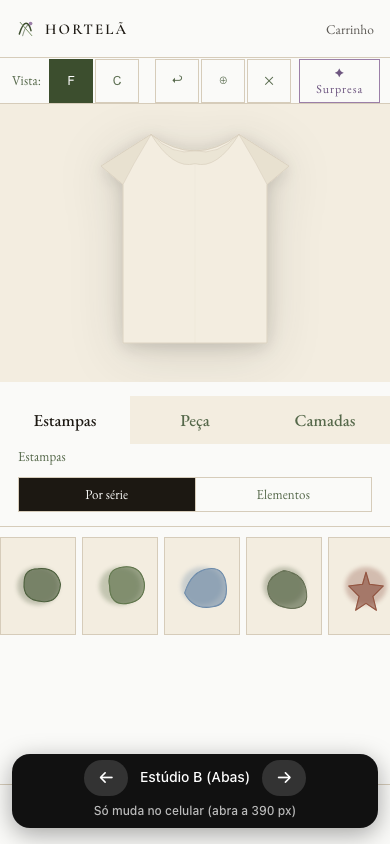 HORTELÃ
Carrinho
Vista: F C
Surpresa
Estampas Peça Camadas
Estampas
Por série Elementos
Estúdio B (Abas)
Só muda no celular (abra a 390 px)